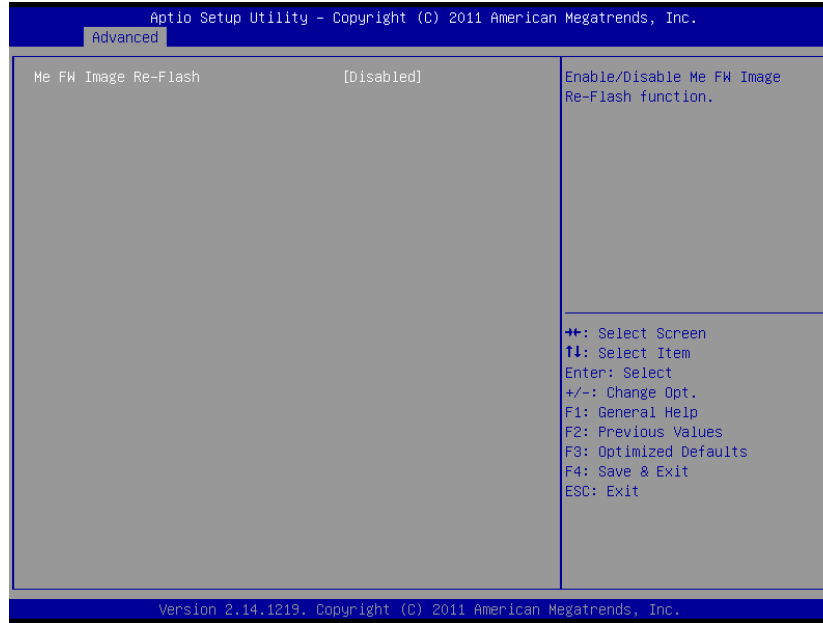 Aptio Setup Utility – Copyright (C) 2011 American Megatrends, Inc.
Advanced
Me FW Image Re-Flash [Disabled]
Enable/Disable Me FW Image
Re-Flash function.
→←: Select Screen
↑↓: Select Item
Enter: Select
+/-: Change Opt.
F1: General Help
F2: Previous Values
F3: Optimized Defaults
F4: Save & Exit
ESC: Exit
Version 2.14.1219. Copyright (C) 2011 American Megatrends, Inc.